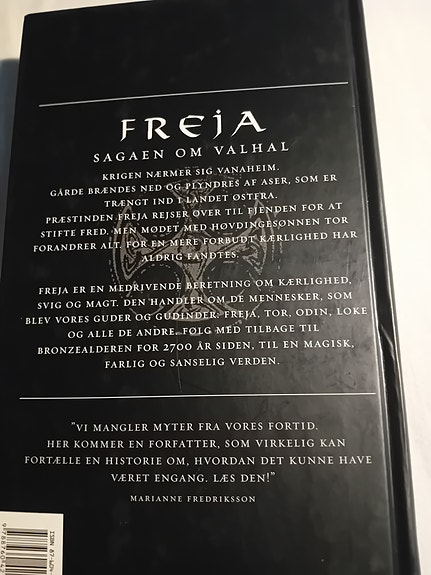 FREJA
SAGAEN OM VALHAL
KRIGEN NÆRMER SIG VANAHEIM.
GÅRDE BRÆNDES NED OG PLYNDRES AF ASER, SOM ER
TRÆNGT IND I LANDET ØSTFRA.
PRÆSTINDEN FREJA REJSER OVER TIL FJENDEN FOR AT
STIFTE FRED. MEN MØDET MED HØVDINGESØNNEN TOR
FORANDRER ALT. FOR EN MERE FORBUDT KÆRLIGHED HAR
ALDRIG FANDTES.
FREJA ER EN MEDRIVENDE BERETNING OM KÆRLIGHED,
SVIG OG MAGT. DEN HANDLER OM DE MENNESKER, SOM
BLEV VORES GUDER OG GUDINDER: FREJA, TOR, ODIN, LOKE
OG ALLE DE ANDRE. FØLG MED TILBAGE TIL
BRONZEALDEREN FOR 2700 ÅR SIDEN, TIL EN MAGISK,
FARLIG OG SANSELIG VERDEN.
"VI MANGLER MYTER FRA VORES FORTID.
HER KOMMER EN FORFATTER, SOM VIRKELIG KAN
FORTÆLLE EN HISTORIE OM, HVORDAN DET KUNNE HAVE
VÆRET ENGANG. LÆS DEN!"
MARIANNE FREDRIKSSON
ISBN 87-